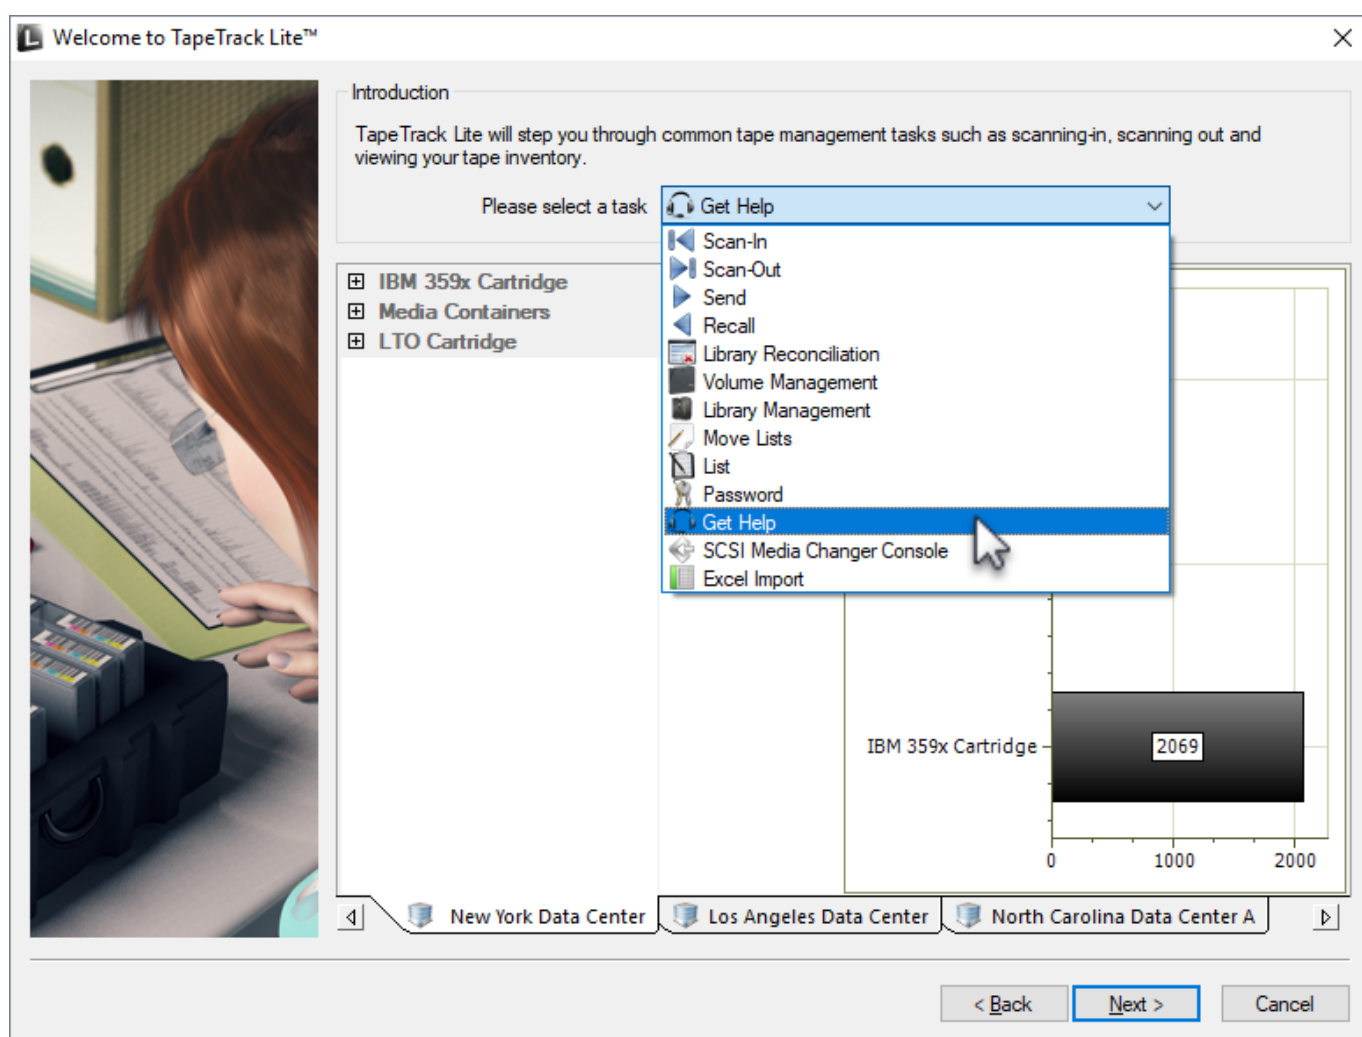 Welcome to TapeTrack Lite™
Introduction
TapeTrack Lite will step you through common tape management tasks such as scanning-in, scanning out and
viewing your tape inventory.
Please select a task
Get Help
Scan-In
Scan-Out
Send
Recall
Library Reconciliation
Volume Management
Library Management
Move Lists
List
Password
Get Help
SCSI Media Changer Console
Excel Import
IBM 359x Cartridge
Media Containers
LTO Cartridge
IBM 359x Cartridge
2069
0 1000 2000
New York Data Center
Los Angeles Data Center
North Carolina Data Center A
< Back
Next >
Cancel